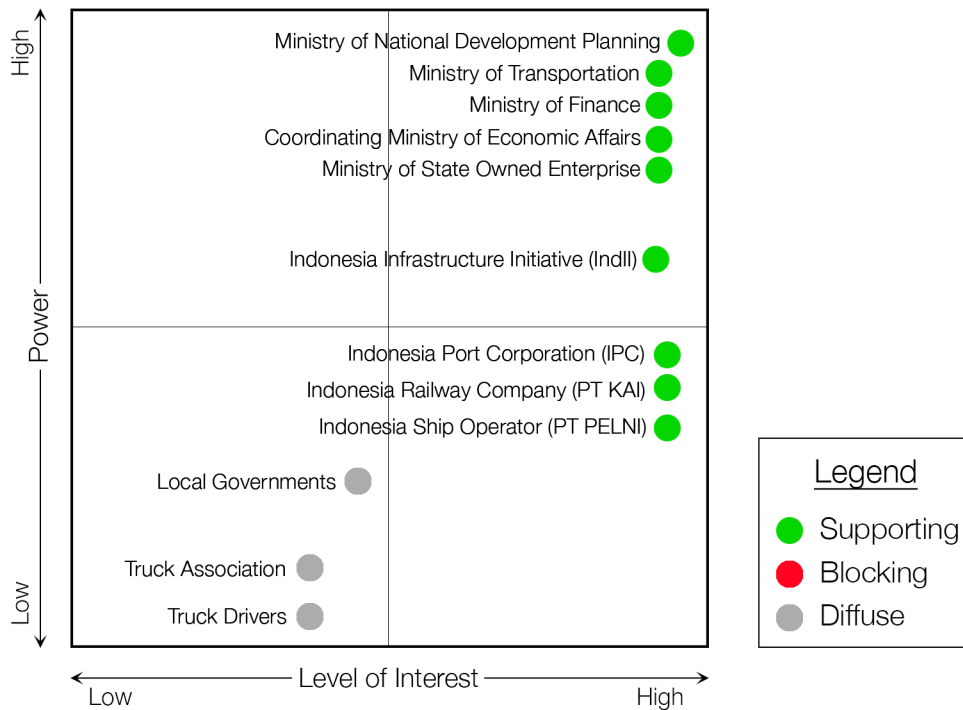 High
Power
Low
Ministry of National Development Planning
Ministry of Transportation
Ministry of Finance
Coordinating Ministry of Economic Affairs
Ministry of State Owned Enterprise
Indonesia Infrastructure Initiative (IndII)
Indonesia Port Corporation (IPC)
Indonesia Railway Company (PT KAI)
Indonesia Ship Operator (PT PELNI)
Local Governments
Truck Association
Truck Drivers
Low
Level of Interest
High
Legend
Supporting
Blocking
Diffuse